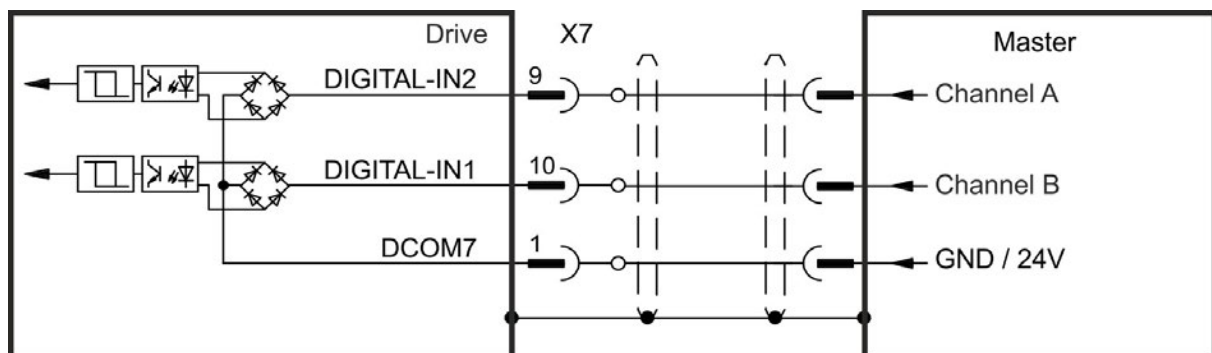 Drive X7 Master
DIGITAL-IN2 9 Channel A
DIGITAL-IN1 10 Channel B
DCOM7 1 GND / 24V